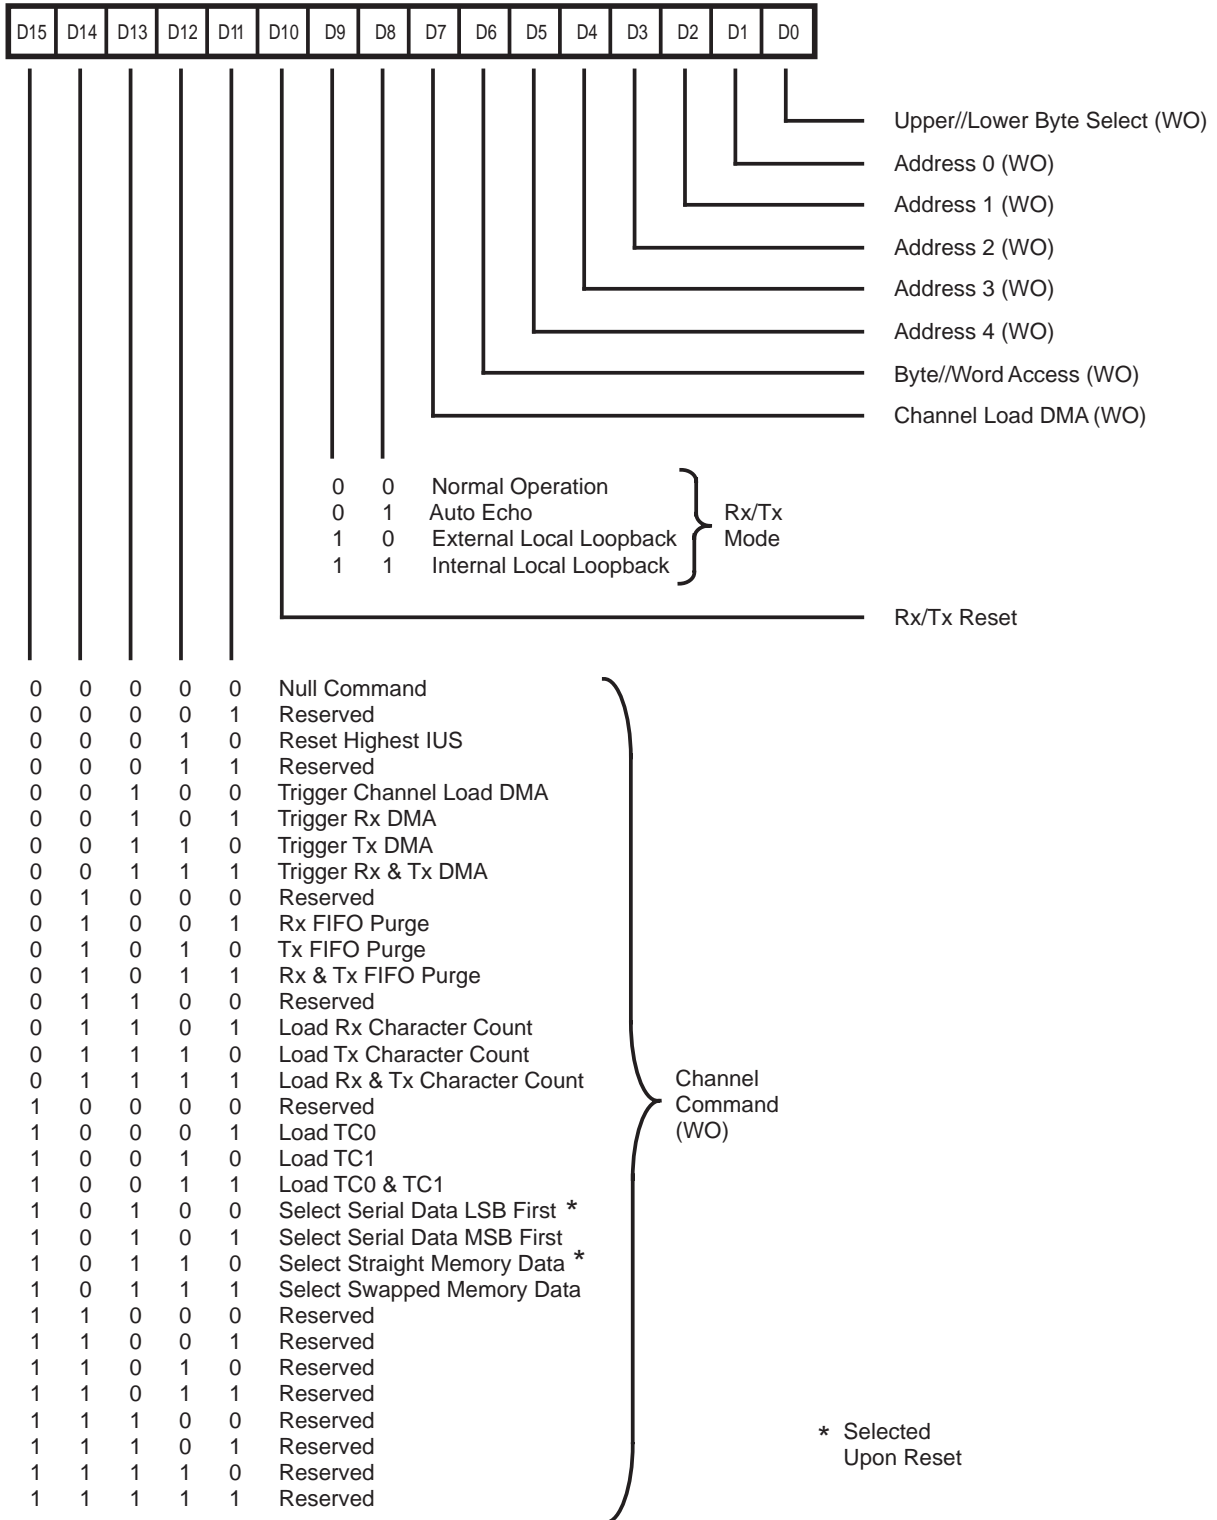 D15 D14 D13 D12 D11 D10 D9 D8 D7 D6 D5 D4 D3 D2 D1 D0
Upper//Lower Byte Select (WO)
Address 0 (WO)
Address 1 (WO)
Address 2 (WO)
Address 3 (WO)
Address 4 (WO)
Byte//Word Access (WO)
Channel Load DMA (WO)
0 0 Normal Operation
0 1 Auto Echo
1 0 External Local Loopback
1 1 Internal Local Loopback
Rx/Tx
Mode
Rx/Tx Reset
0 0 0 0 0 Null Command
0 0 0 0 1 Reserved
0 0 0 1 0 Reset Highest IUS
0 0 0 1 1 Reserved
0 0 1 0 0 Trigger Channel Load DMA
0 0 1 0 1 Trigger Rx DMA
0 0 1 1 0 Trigger Tx DMA
0 0 1 1 1 Trigger Rx & Tx DMA
0 1 0 0 0 Reserved
0 1 0 0 1 Rx FIFO Purge
0 1 0 1 0 Tx FIFO Purge
0 1 0 1 1 Rx & Tx FIFO Purge
0 1 1 0 0 Reserved
0 1 1 0 1 Load Rx Character Count
0 1 1 1 0 Load Tx Character Count
0 1 1 1 1 Load Rx & Tx Character Count
1 0 0 0 0 Reserved
1 0 0 0 1 Load TC0
1 0 0 1 0 Load TC1
1 0 0 1 1 Load TC0 & TC1
1 0 1 0 0 Select Serial Data LSB First *
1 0 1 0 1 Select Serial Data MSB First
1 0 1 1 0 Select Straight Memory Data *
1 0 1 1 1 Select Swapped Memory Data
1 1 0 0 0 Reserved
1 1 0 0 1 Reserved
1 1 0 1 0 Reserved
1 1 0 1 1 Reserved
1 1 1 0 0 Reserved
1 1 1 0 1 Reserved
1 1 1 1 0 Reserved
1 1 1 1 1 Reserved
Channel
Command
(WO)
* Selected
Upon Reset